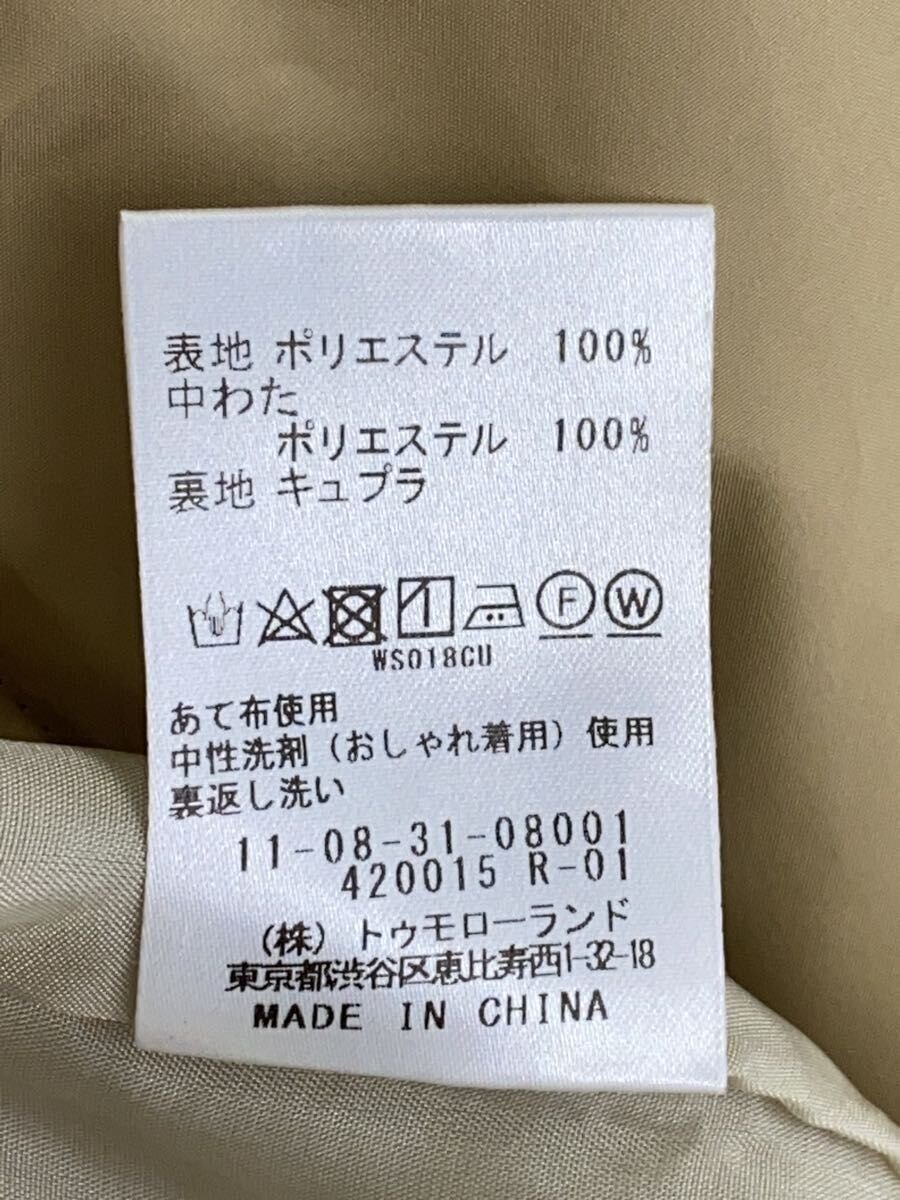 表地 ポリエステル 100%
中わた
ポリエステル 100%
裏地 キュプラ
F W
WS018CU
あて布使用
中性洗剤(おしゃれ着用)使用
裏返し洗い
11-08-31-08001
420015 R-01
(株) トゥモローランド
東京都渋谷区恵比寿西1-32-18
MADE IN CHINA